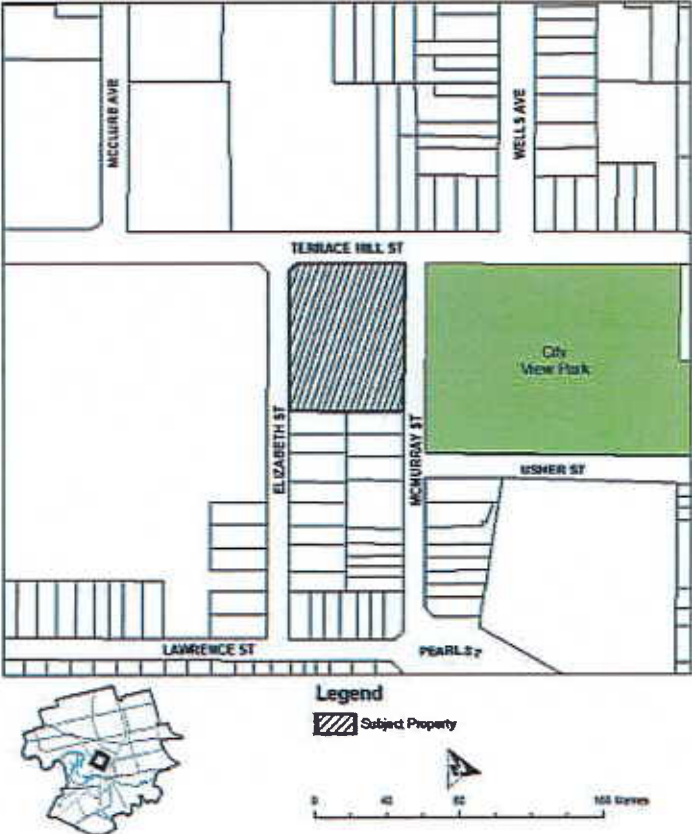 MCCLURE AVE
WELLS AVE
TERRACE HILL ST
City
View Park
ELIZABETH ST
MCMURRAY ST
USHER ST
LAWRENCE ST
PEARL ST
Legend
Subject Property
0 40 80 160 Metres